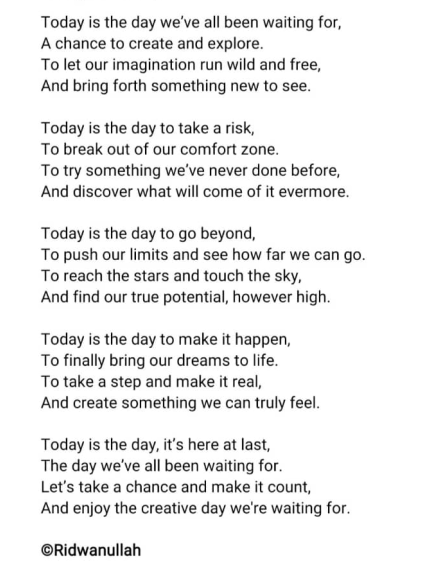 Today is the day we've all been waiting for,
A chance to create and explore.
To let our imagination run wild and free,
And bring forth something new to see.

Today is the day to take a risk,
To break out of our comfort zone.
To try something we've never done before,
And discover what will come of it evermore.

Today is the day to go beyond,
To push our limits and see how far we can go.
To reach the stars and touch the sky,
And find our true potential, however high.

Today is the day to make it happen,
To finally bring our dreams to life.
To take a step and make it real,
And create something we can truly feel.

Today is the day, it's here at last,
The day we've all been waiting for.
Let's take a chance and make it count,
And enjoy the creative day we're waiting for.

©Ridwanullah